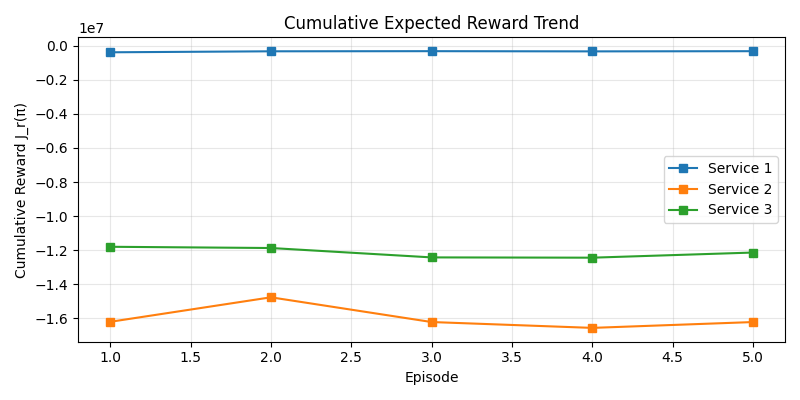 Cumulative Expected Reward Trend
1e7
0.0
−0.2
−0.4
−0.6
−0.8
−1.0
−1.2
−1.4
−1.6
Cumulative Reward J_r(π)
Service 1
Service 2
Service 3
1.0 1.5 2.0 2.5 3.0 3.5 4.0 4.5 5.0
Episode